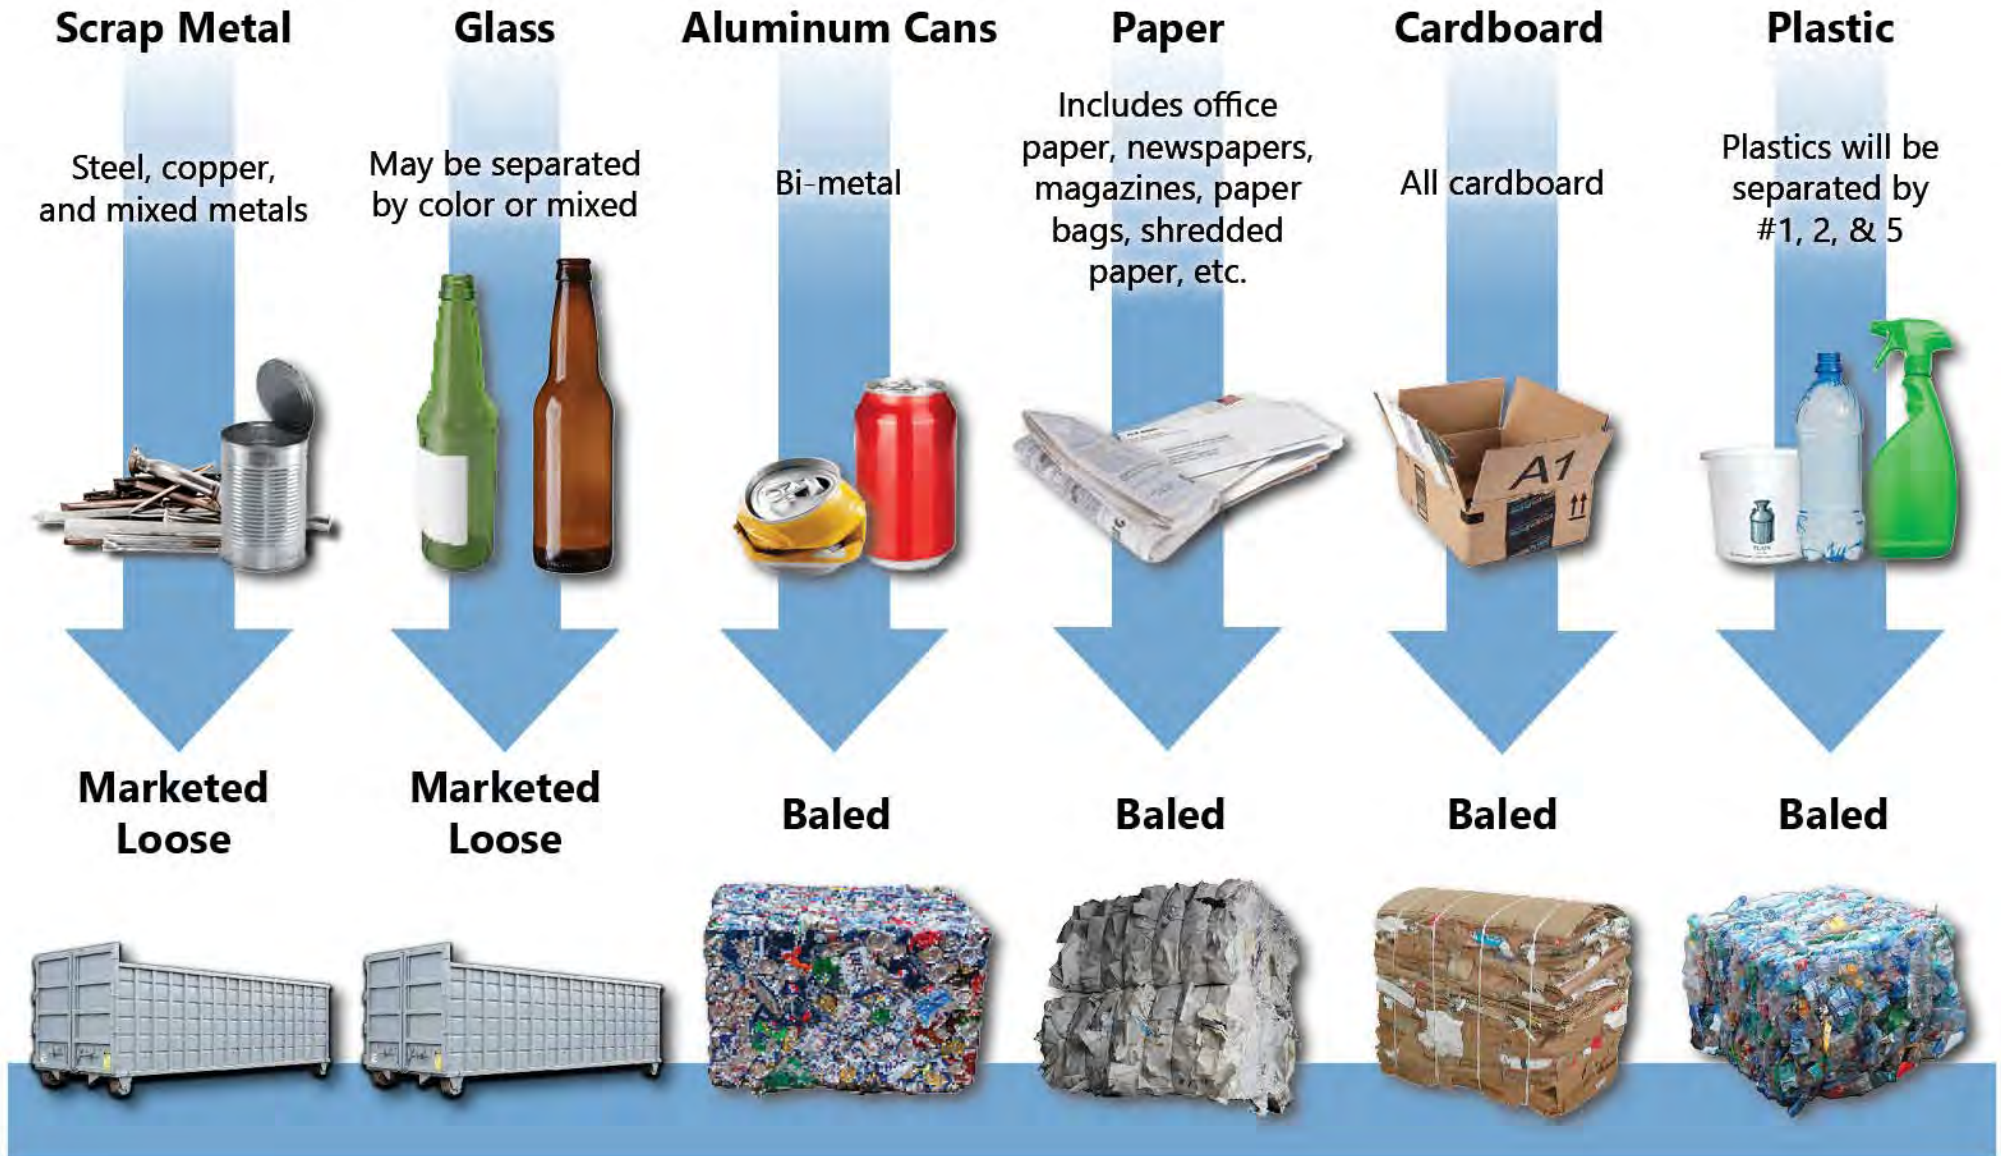 Scrap Metal
Glass
Aluminum Cans
Paper
Cardboard
Plastic
Steel, copper,
and mixed metals
May be separated
by color or mixed
Bi-metal
Includes office
paper, newspapers,
magazines, paper
bags, shredded
paper, etc.
All cardboard
Plastics will be
separated by
#1, 2, & 5
A1
Marketed
Loose
Marketed
Loose
Baled
Baled
Baled
Baled